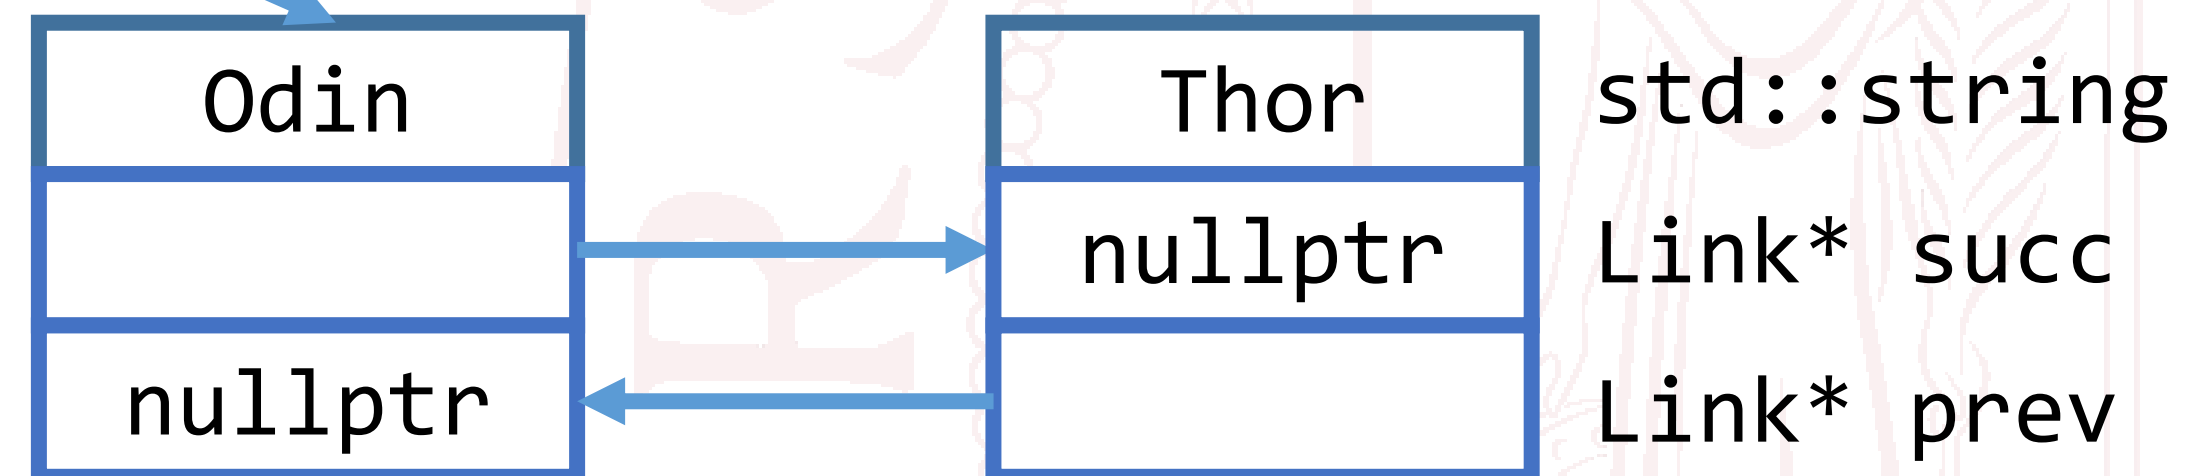 Odin Thor std::string
nullptr Link* succ
nullptr Link* prev